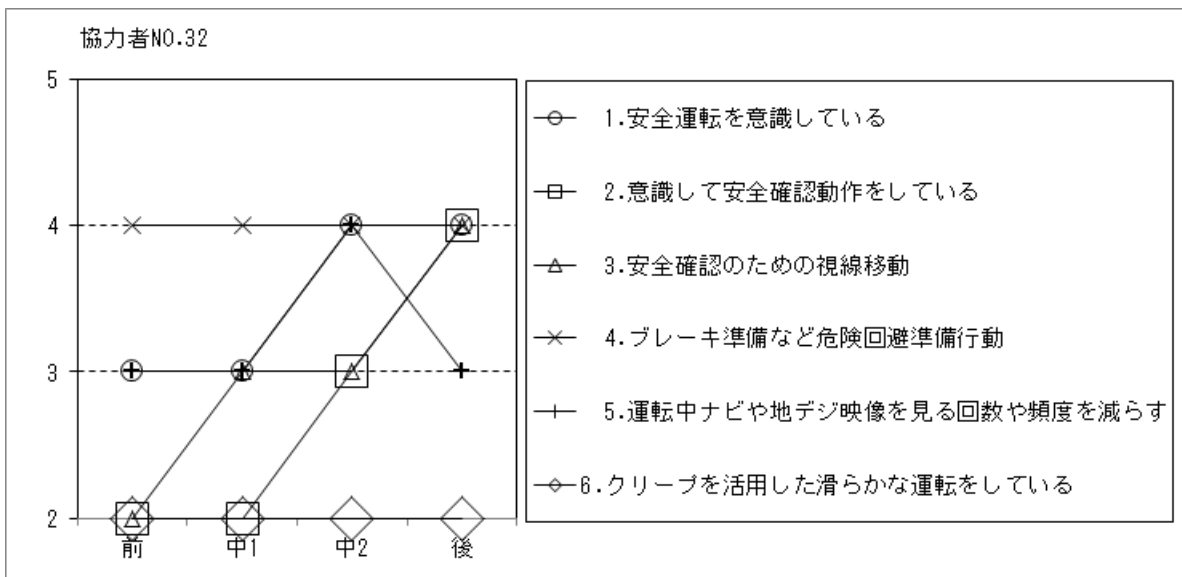 協力者NO.32
5
4
3
2
前 中1 中2 後
1.安全運転を意識している
2.意識して安全確認動作をしている
3.安全確認のための視線移動
4.ブレーキ準備など危険回避準備行動
5.運転中ナビや地デジ映像を見る回数や頻度を減らす
6.クリープを活用した滑らかな運転をしている